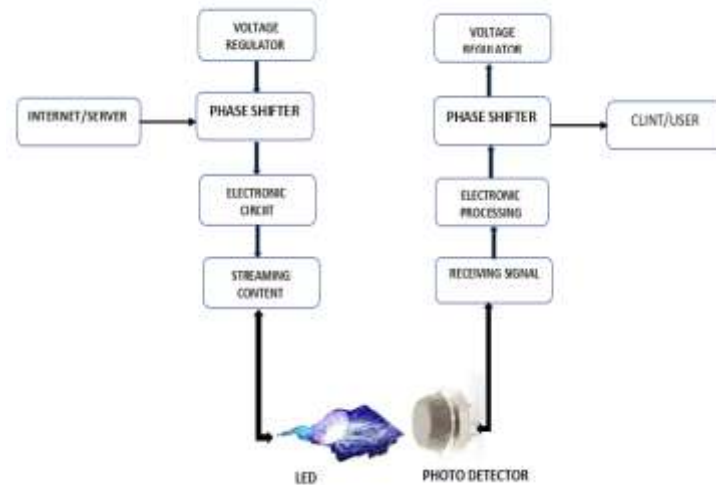 VOLTAGE
REGULATOR
VOLTAGE
REGULATOR
INTERNET/SERVER
PHASE SHIFTER
PHASE SHIFTER
CLINT/USER
ELECTRONIC
CIRCUIT
ELECTRONIC
PROCESSING
STREAMING
CONTENT
RECEIVING SIGNAL
LED
PHOTO DETECTOR